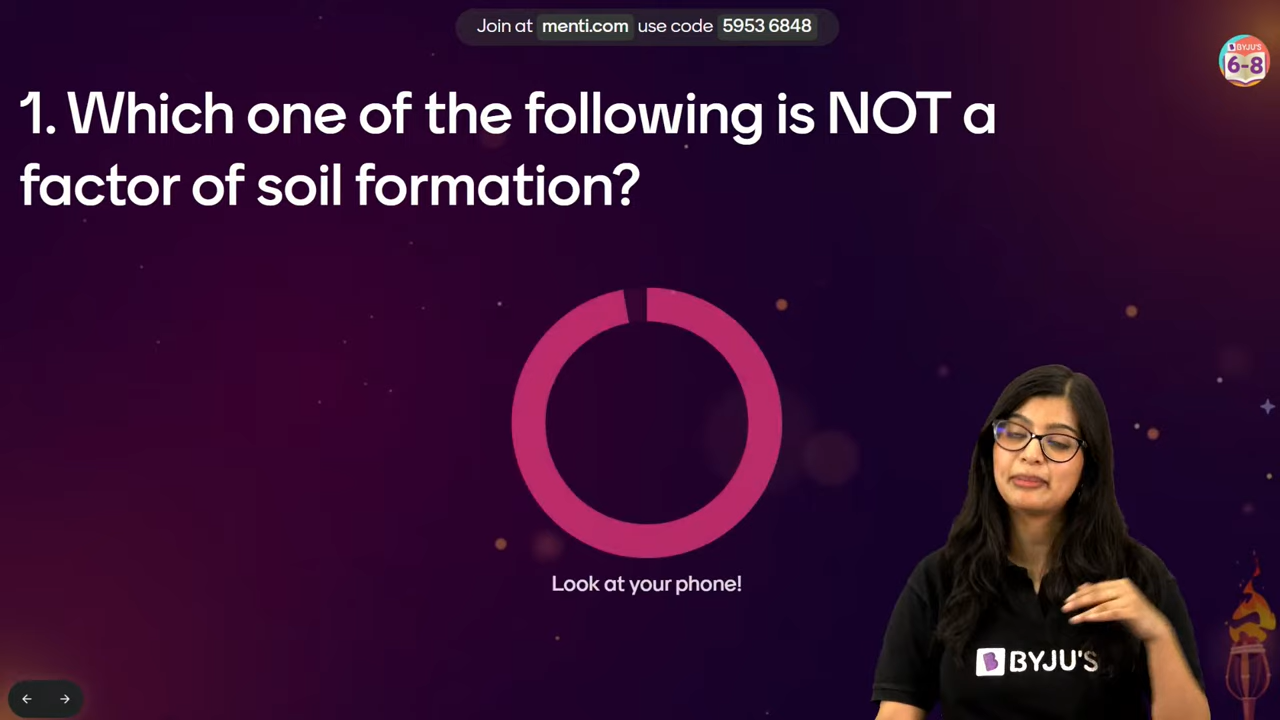 Join at menti.com use code 5953 6848
BYJU'S
6-8
1. Which one of the following is NOT a
factor of soil formation?
Look at your phone!
BYJU'S